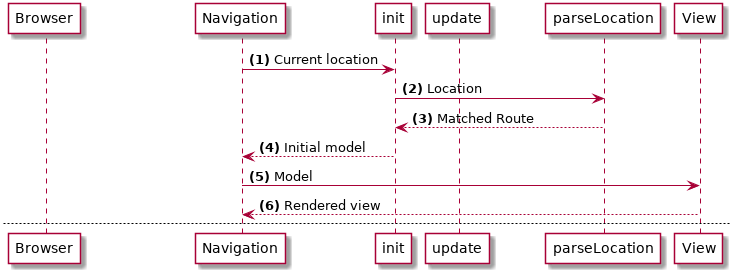 Browser
Navigation
init
update
parseLocation
View
(1) Current location
(2) Location
(3) Matched Route
(4) Initial model
(5) Model
(6) Rendered view
Browser
Navigation
init
update
parseLocation
View